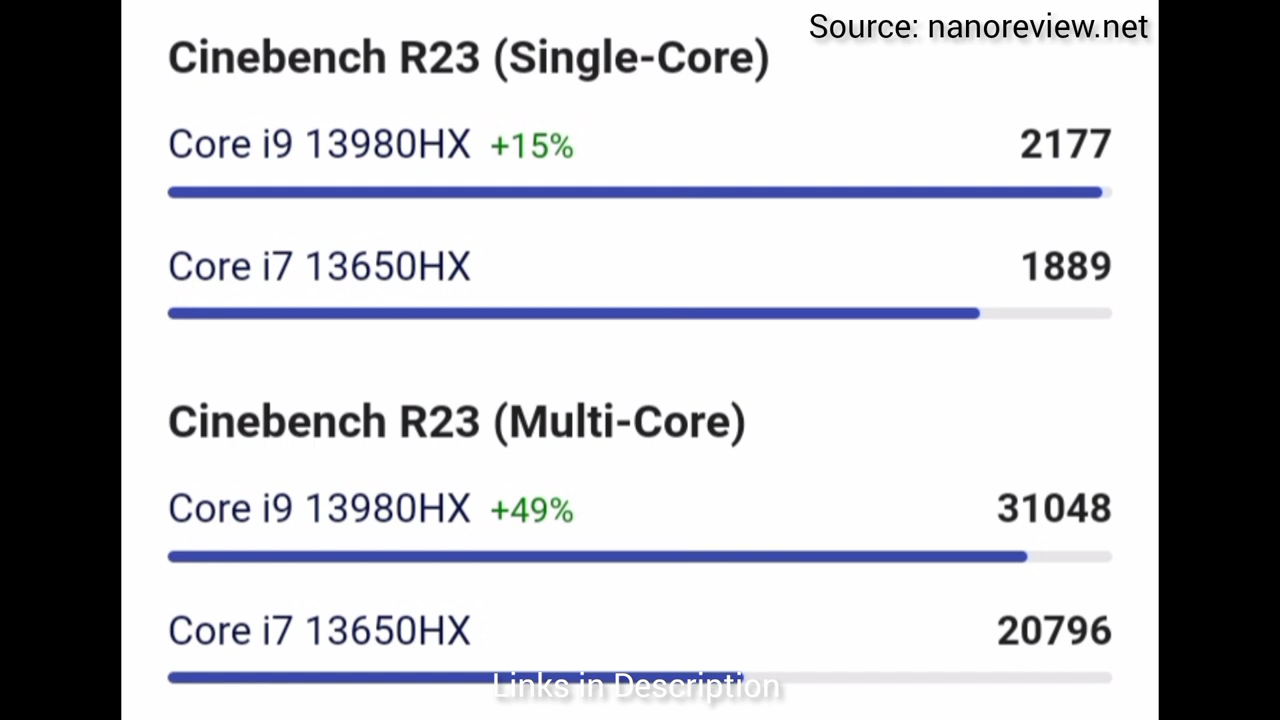 Source: nanoreview.net
Cinebench R23 (Single-Core)
Core i9 13980HX +15% 2177
Core i7 13650HX 1889
Cinebench R23 (Multi-Core)
Core i9 13980HX +49% 31048
Core i7 13650HX 20796
Links in Description